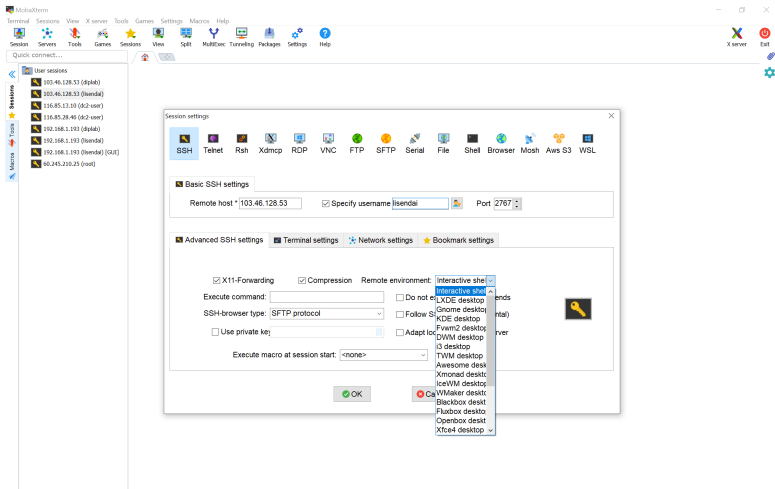 MobaXterm
Terminal Sessions View X server Tools Games Settings Macros Help
Session Servers Tools Games Sessions View Split MultiExec Tunneling Packages Settings Help X server Exit
Quick connect...
Sessions
Tools
Macros
User sessions
103.46.128.53 (diplab)
103.46.128.53 (lisendai)
116.85.13.10 (dc2-user)
116.85.28.46 (dc2-user)
192.168.1.193 (diplab)
192.168.1.193 (lisendai)
192.168.1.193 (lisendai) [GUI]
60.245.210.25 (root)
Session settings
SSH Telnet Rsh Xdmcp RDP VNC FTP SFTP Serial File Shell Browser Mosh Aws S3 WSL
Basic SSH settings
Remote host * 103.46.128.53 Specify username lisendai Port 2767
Advanced SSH settings Terminal settings Network settings Bookmark settings
X11-Forwarding Compression Remote environment: Interactive shel
Execute command: Do not e ends
SSH-browser type: SFTP protocol Follow S ntal)
Use private key Adapt loc rver
Execute macro at session start: <none>
Interactive shel
LXDE desktop
Gnome desktop
KDE desktop
Fvwm2 desktop
DWM desktop
i3 desktop
TWM desktop
Awesome desk
Xmonad deskto
IceWM deskto
WMaker deskto
Blackbox deskt
Fluxbox deskto
Openbox deskt
Xfce4 desktop
OK Ca